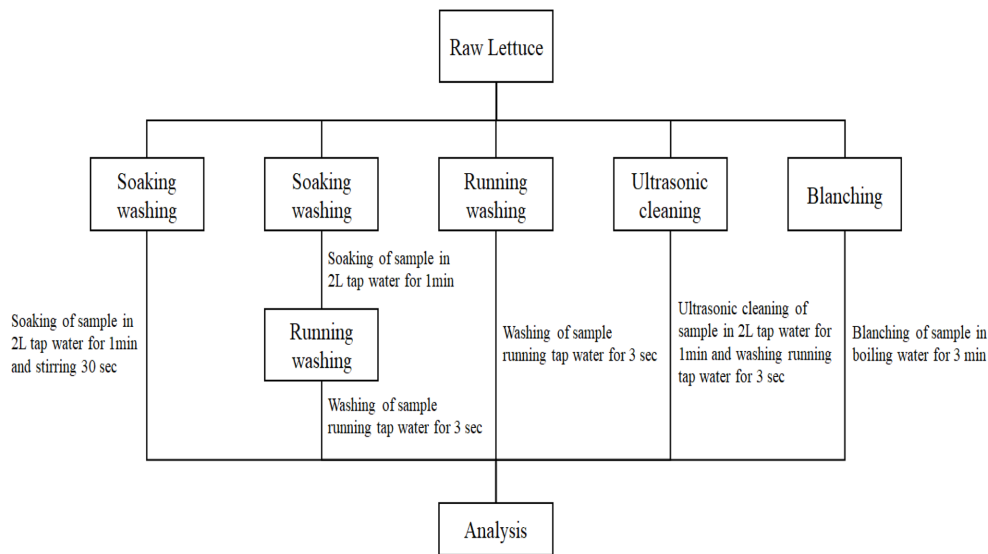 Raw Lettuce
Soaking
washing
Soaking
washing
Running
washing
Ultrasonic
cleaning
Blanching
Soaking of sample in
2L tap water for 1min
and stirring 30 sec
Soaking of sample in
2L tap water for 1min
Running
washing
Washing of sample
running tap water for 3 sec
Washing of sample
running tap water for 3 sec
Ultrasonic cleaning of
sample in 2L tap water for
1min and washing running
tap water for 3 sec
Blanching of sample in
boiling water for 3 min
Analysis